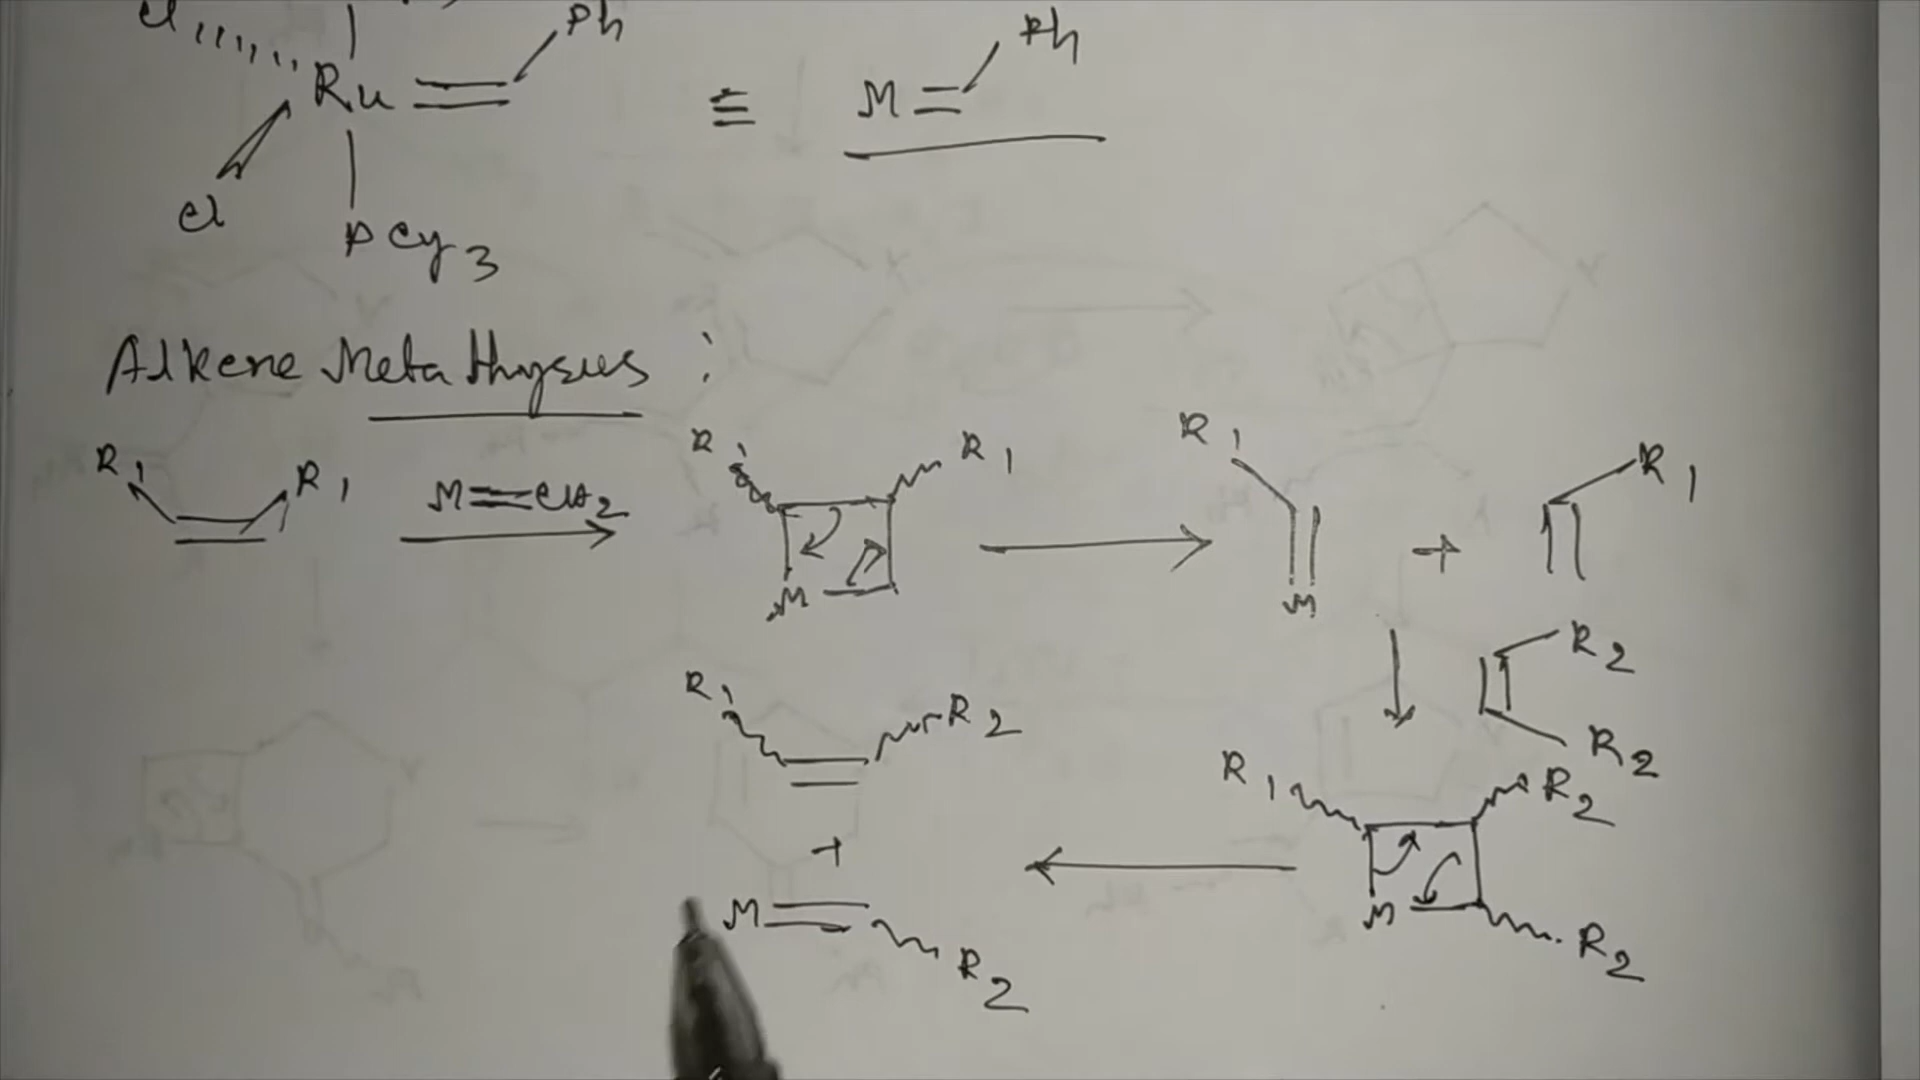 Cl Ph Ph
Ru ≡ M
Cl
PCy3
Alkene Metathysis :
R1 R1 M=CH2 R1 R1 R1 R1
M M +
R2
R2
R1 R2 R1 R2
+
M R2 M R2